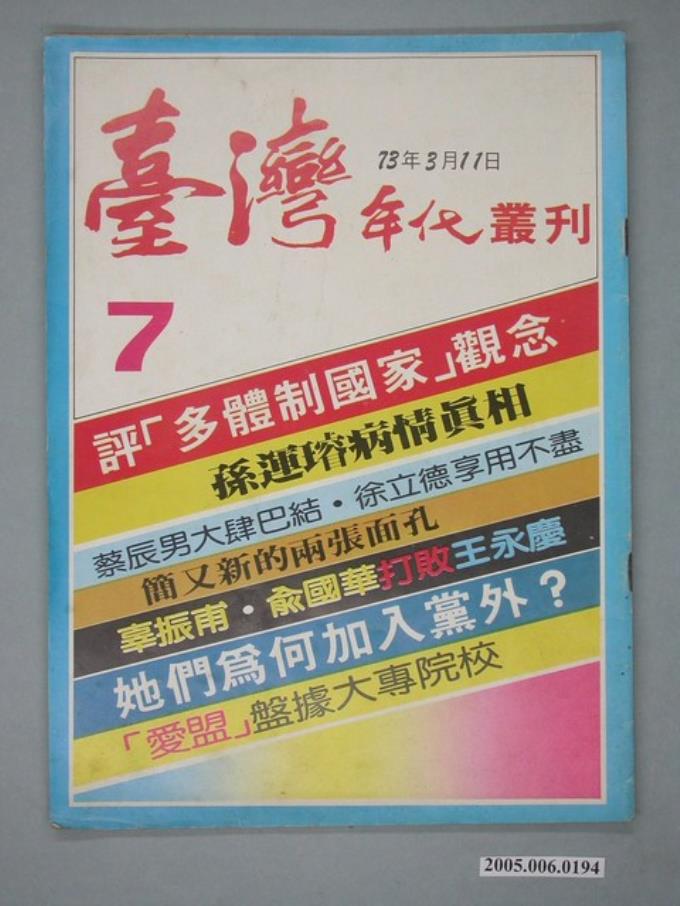 73年3月11日
臺灣年代叢刊
7
評「多體制國家」觀念
孫運璿病情眞相
蔡辰男大肆巴結・徐立德享用不盡
簡又新的兩張面孔
辜振甫・俞國華打敗王永慶
她們爲何加入黨外？
「愛盟」盤據大專院校
2005.006.0194